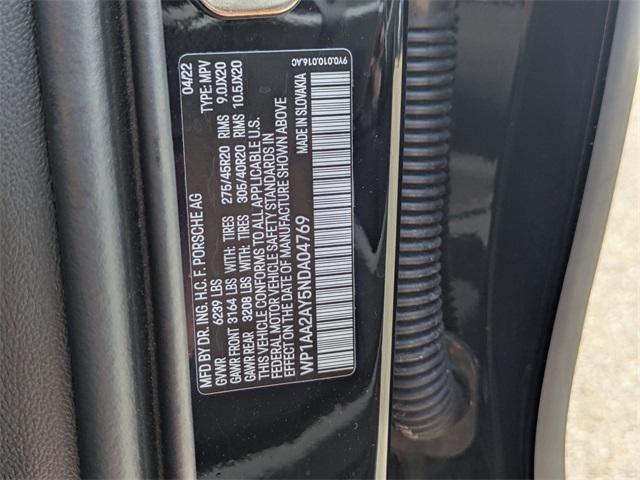 MFD BY DR. ING. H.C. F. PORSCHE AG 04/22
GVWR 6239 LBS TYPE: MPV
GAWR FRONT 3164 LBS WITH: TIRES 275/45R20 RIMS 9.0JX20
GAWR REAR 3208 LBS WITH: TIRES 305/40R20 RIMS 10.5JX20
THIS VEHICLE CONFORMS TO ALL APPLICABLE U.S.
FEDERAL MOTOR VEHICLE SAFETY STANDARDS IN
EFFECT ON THE DATE OF MANUFACTURE SHOWN ABOVE
WP1AA2AY5NDA04769 MADE IN SLOVAKIA
9Y0.010.016.AC